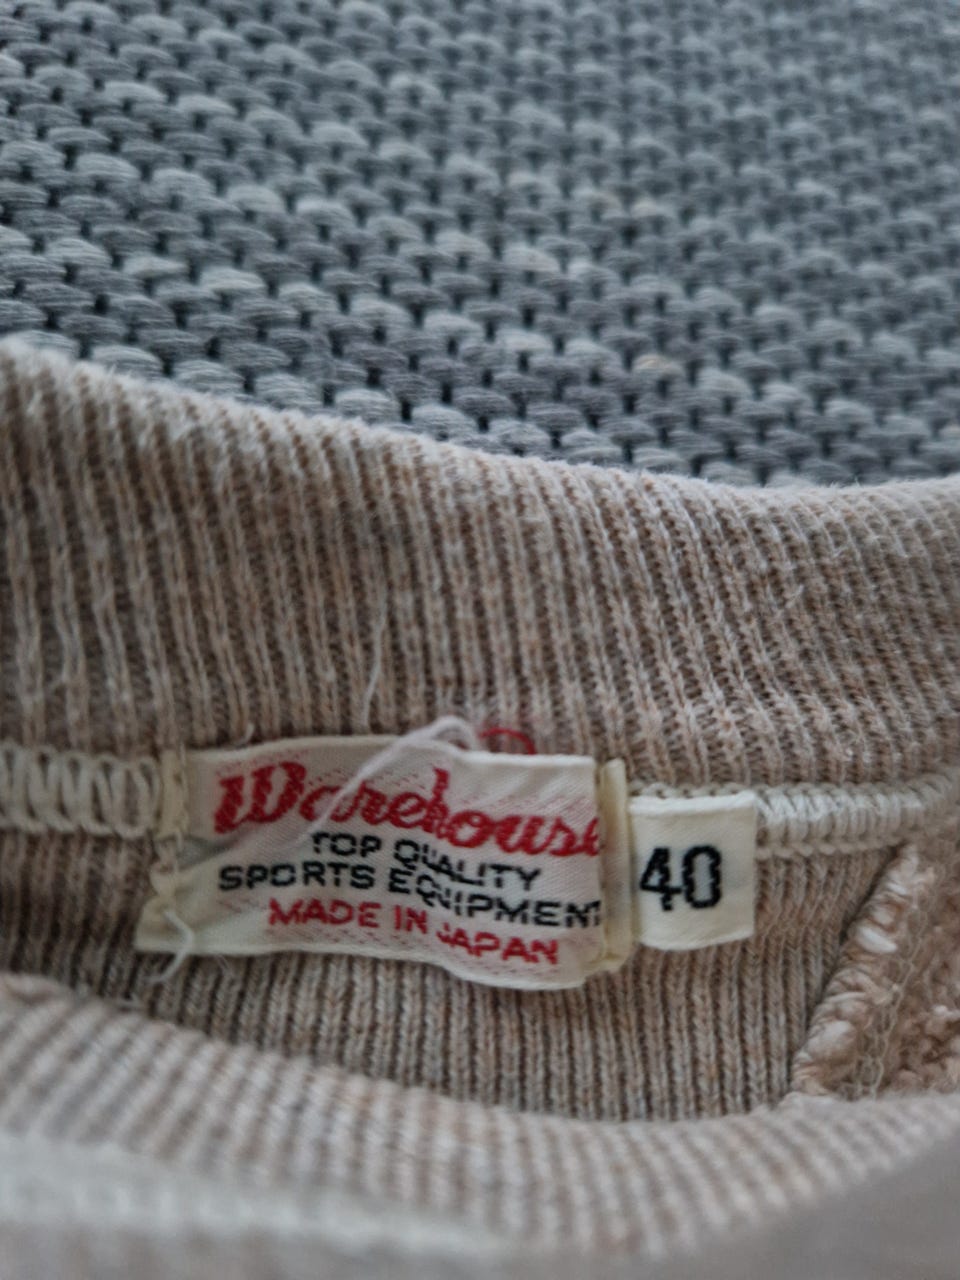 Warehouse
TOP QUALITY
SPORTS EQUIPMENT
MADE IN JAPAN
40